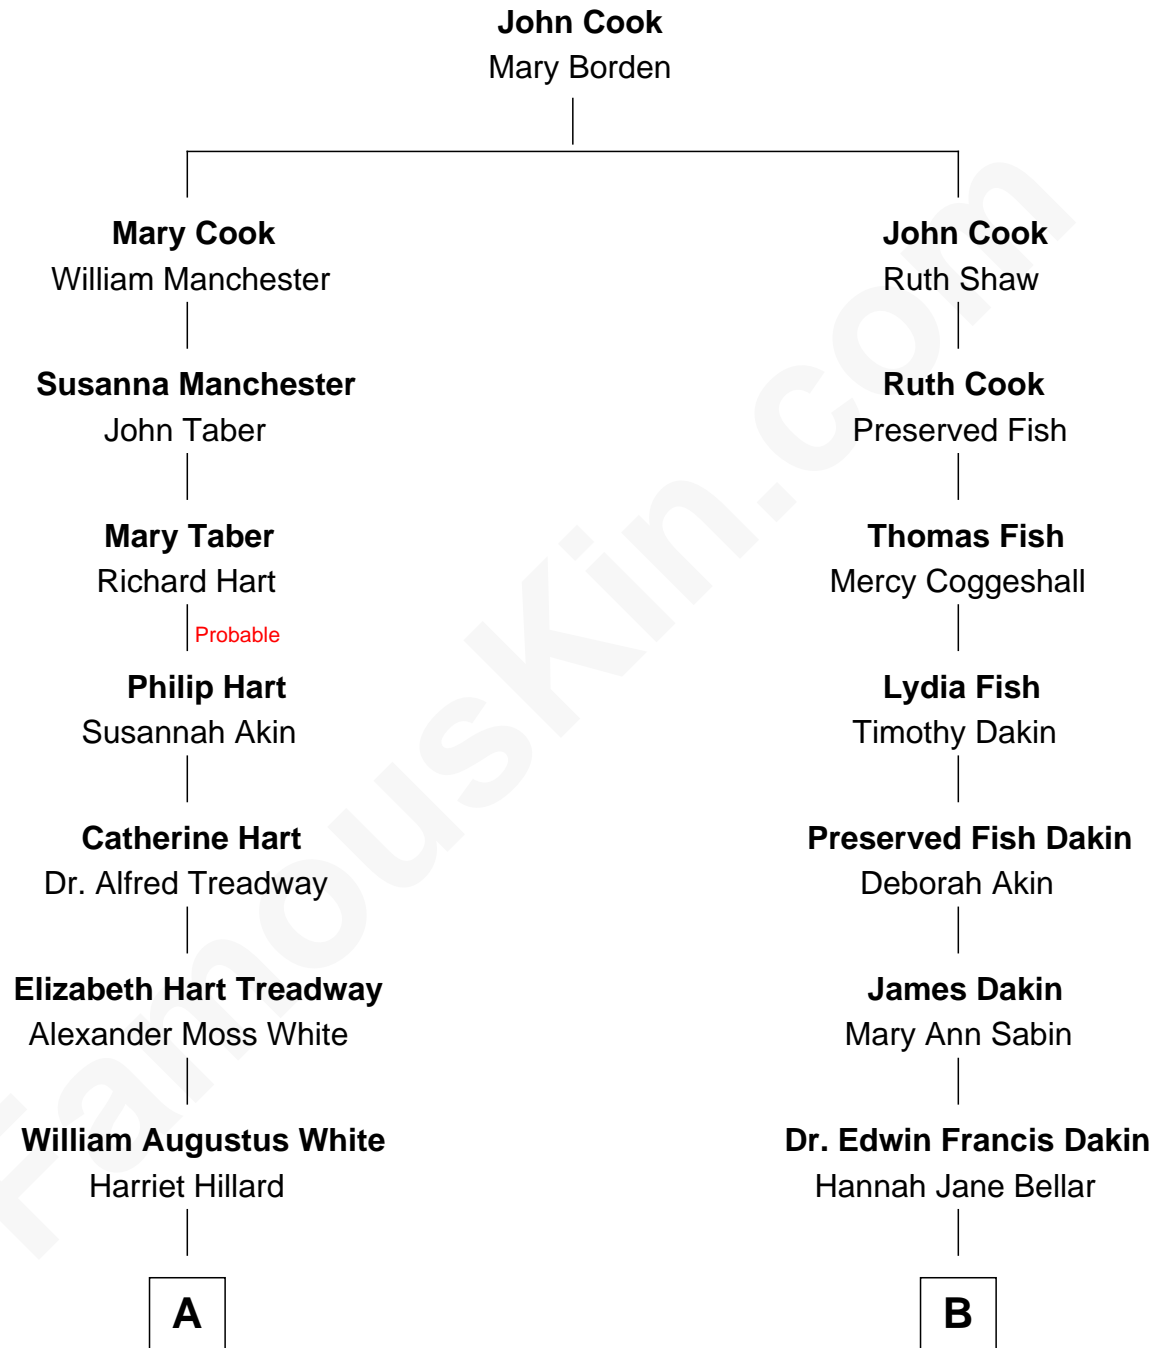 John Cook
Mary Borden
Mary Cook
William Manchester
John Cook
Ruth Shaw
Susanna Manchester
John Taber
Ruth Cook
Preserved Fish
Mary Taber
Richard Hart
Thomas Fish
Mercy Coggeshall
Probable
Philip Hart
Susannah Akin
Lydia Fish
Timothy Dakin
Catherine Hart
Dr. Alfred Treadway
Preserved Fish Dakin
Deborah Akin
Elizabeth Hart Treadway
Alexander Moss White
James Dakin
Mary Ann Sabin
William Augustus White
Harriet Hillard
Dr. Edwin Francis Dakin
Hannah Jane Bellar
A
B
FamousKin.com